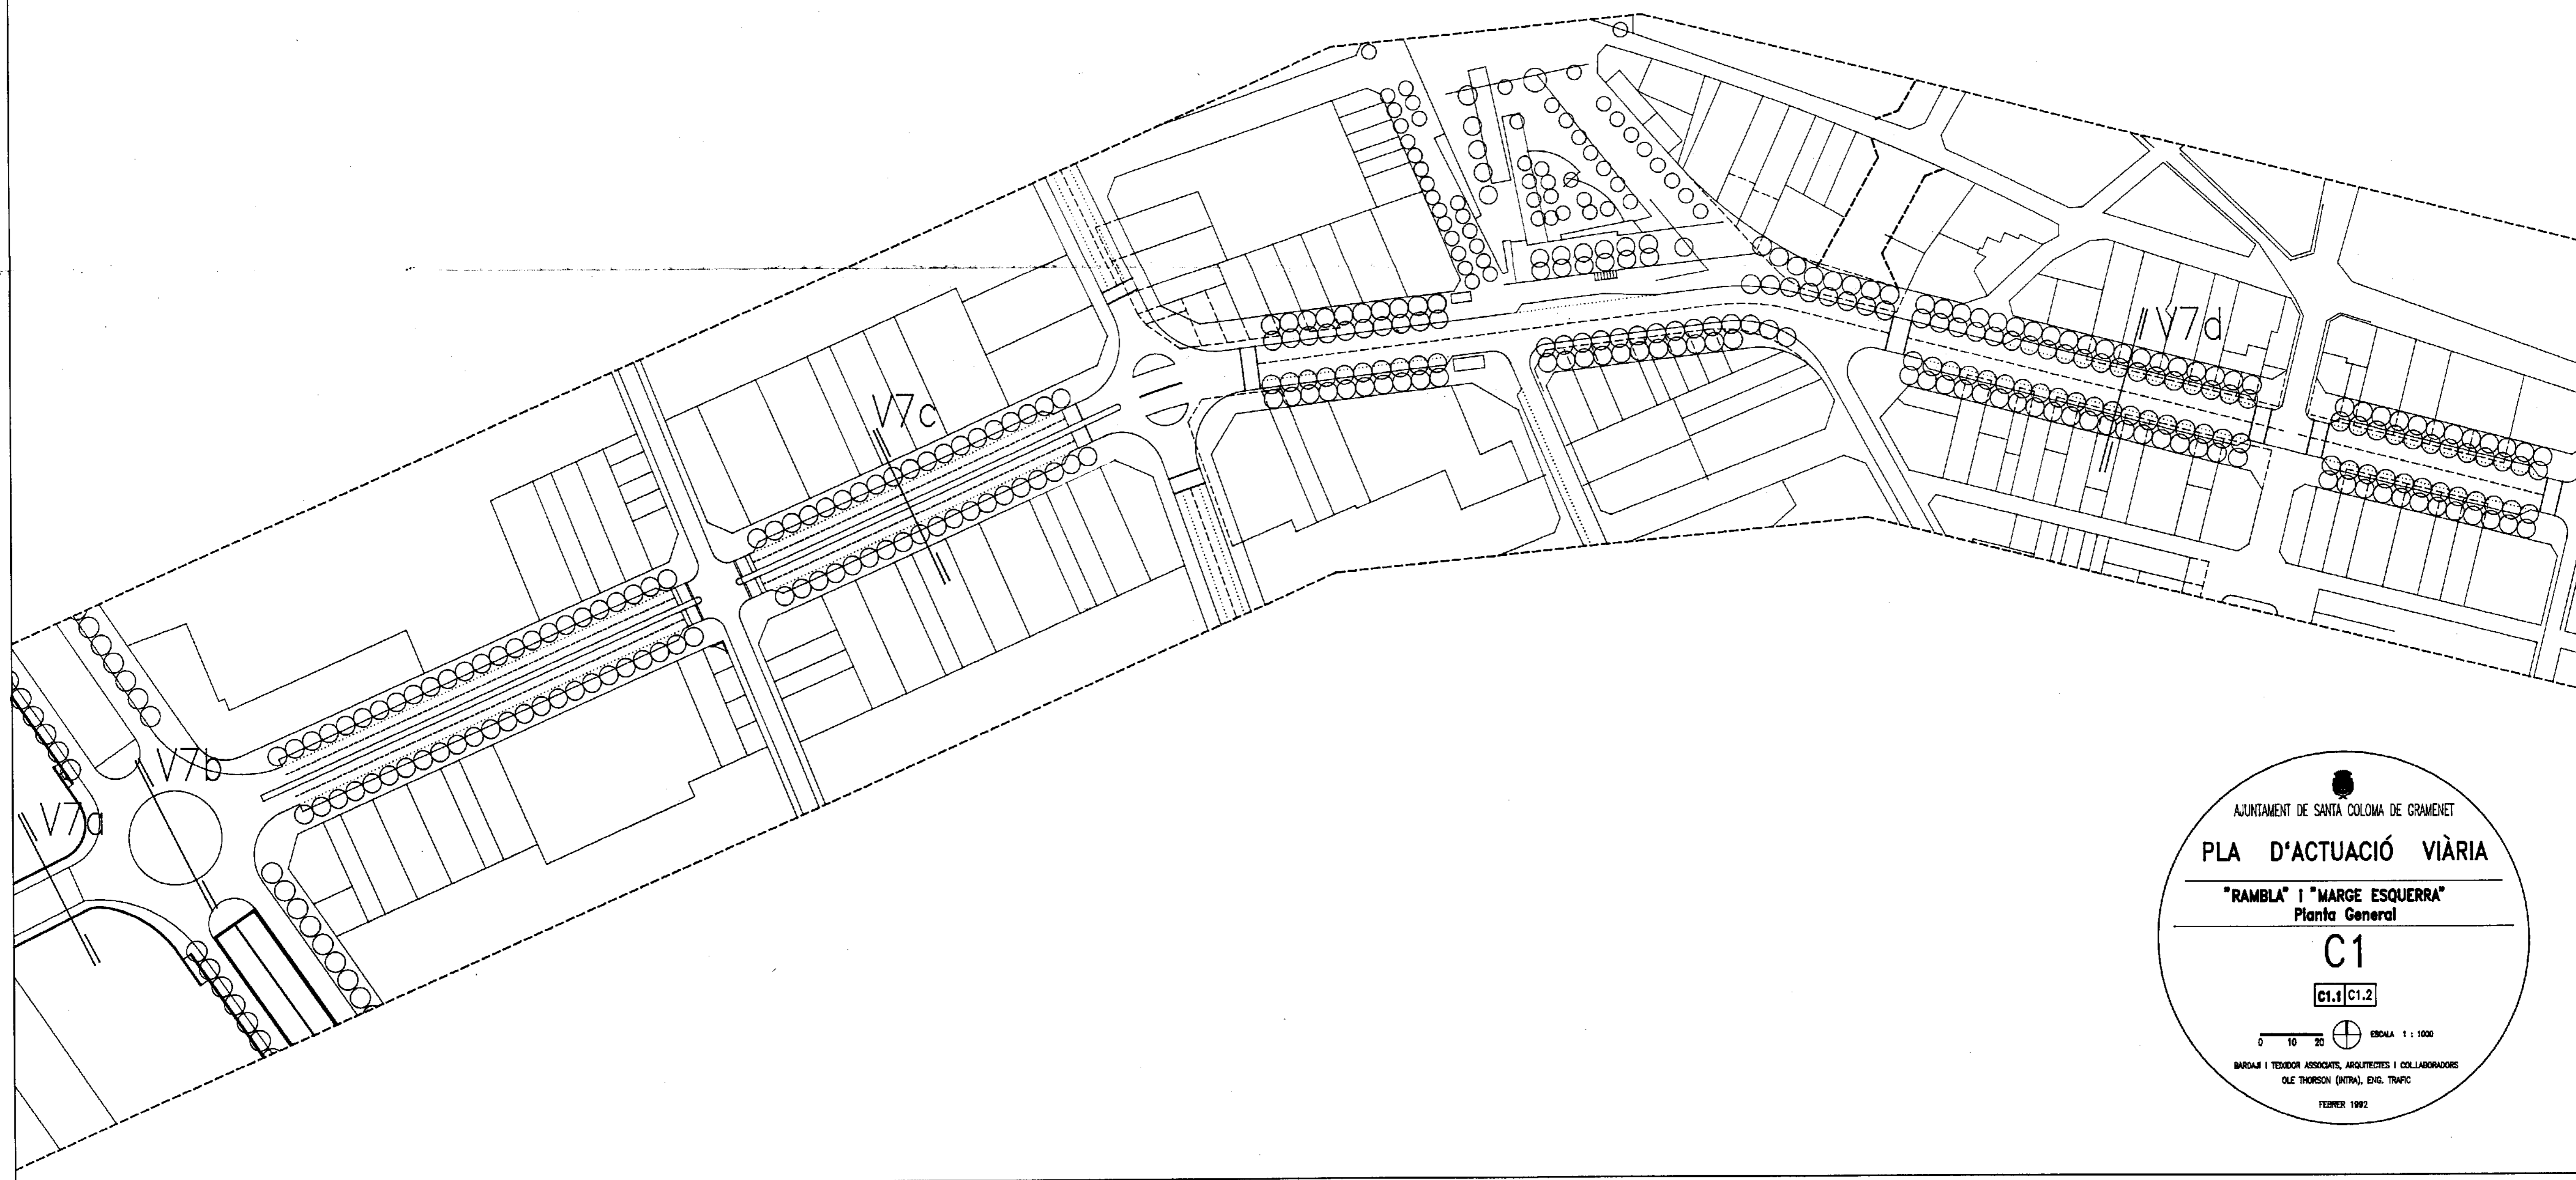 V7d
V7c
V7b
V7a
AJUNTAMENT DE SANTA COLOMA DE GRAMENET
PLA D'ACTUACIÓ VIÀRIA
"RAMBLA" i "MARGE ESQUERRA"
Planta General
C1
C1.1 C1.2
0 10 20 ESCALA 1 : 1000
BARDAJI I TEIXIDOR ASSOCIATS, ARQUITECTES I COL.LABORADORS
OLE THORSON (INTRA), ENG. TRAFIC
FEBRER 1992